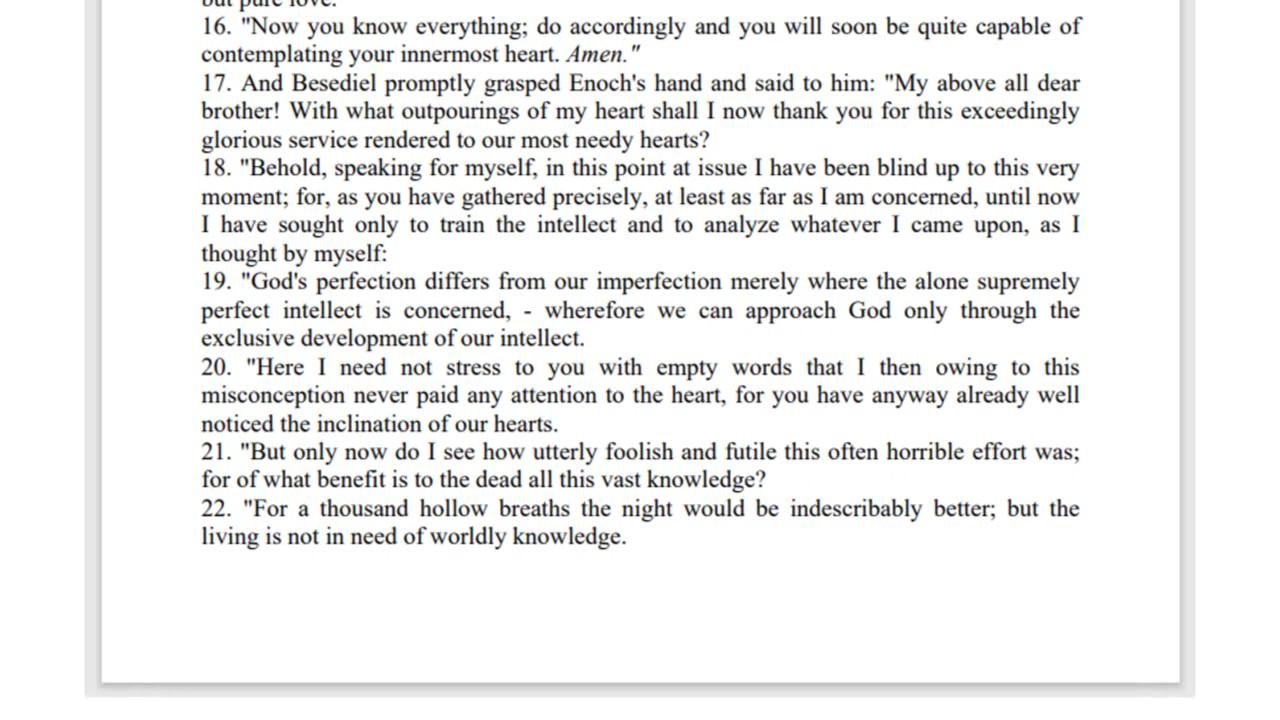 but pure love.
16. "Now you know everything; do accordingly and you will soon be quite capable of
contemplating your innermost heart. Amen."
17. And Besediel promptly grasped Enoch's hand and said to him: "My above all dear
brother! With what outpourings of my heart shall I now thank you for this exceedingly
glorious service rendered to our most needy hearts?
18. "Behold, speaking for myself, in this point at issue I have been blind up to this very
moment; for, as you have gathered precisely, at least as far as I am concerned, until now
I have sought only to train the intellect and to analyze whatever I came upon, as I
thought by myself:
19. "God's perfection differs from our imperfection merely where the alone supremely
perfect intellect is concerned, - wherefore we can approach God only through the
exclusive development of our intellect.
20. "Here I need not stress to you with empty words that I then owing to this
misconception never paid any attention to the heart, for you have anyway already well
noticed the inclination of our hearts.
21. "But only now do I see how utterly foolish and futile this often horrible effort was;
for of what benefit is to the dead all this vast knowledge?
22. "For a thousand hollow breaths the night would be indescribably better; but the
living is not in need of worldly knowledge.